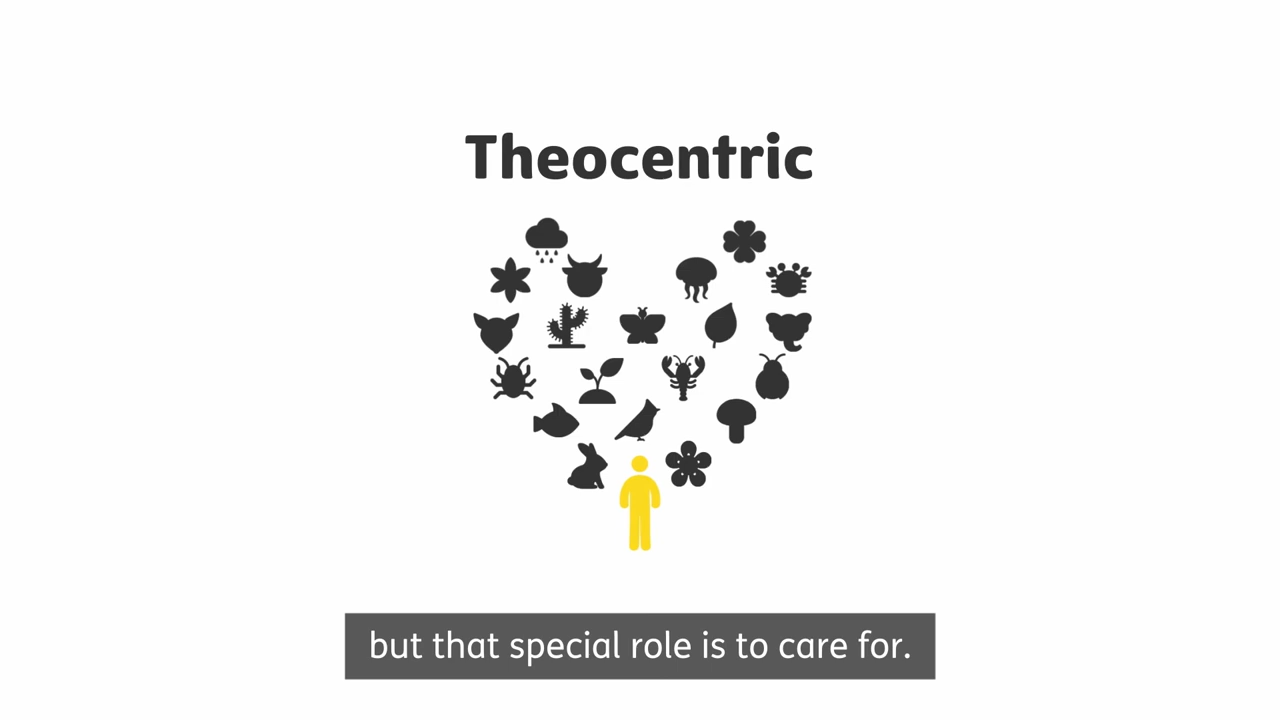 Theocentric
but that special role is to care for.